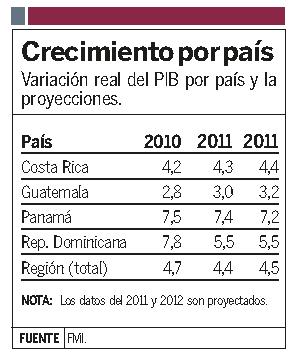 Crecimiento por país
Variación real del PIB por país y la
proyecciones.
País 2010 2011 2011
Costa Rica 4,2 4,3 4,4
Guatemala 2,8 3,0 3,2
Panamá 7,5 7,4 7,2
Rep. Dominicana 7,8 5,5 5,5
Región (total) 4,7 4,4 4,5
NOTA: Los datos del 2011 y 2012 son proyectados.
FUENTE FMI.